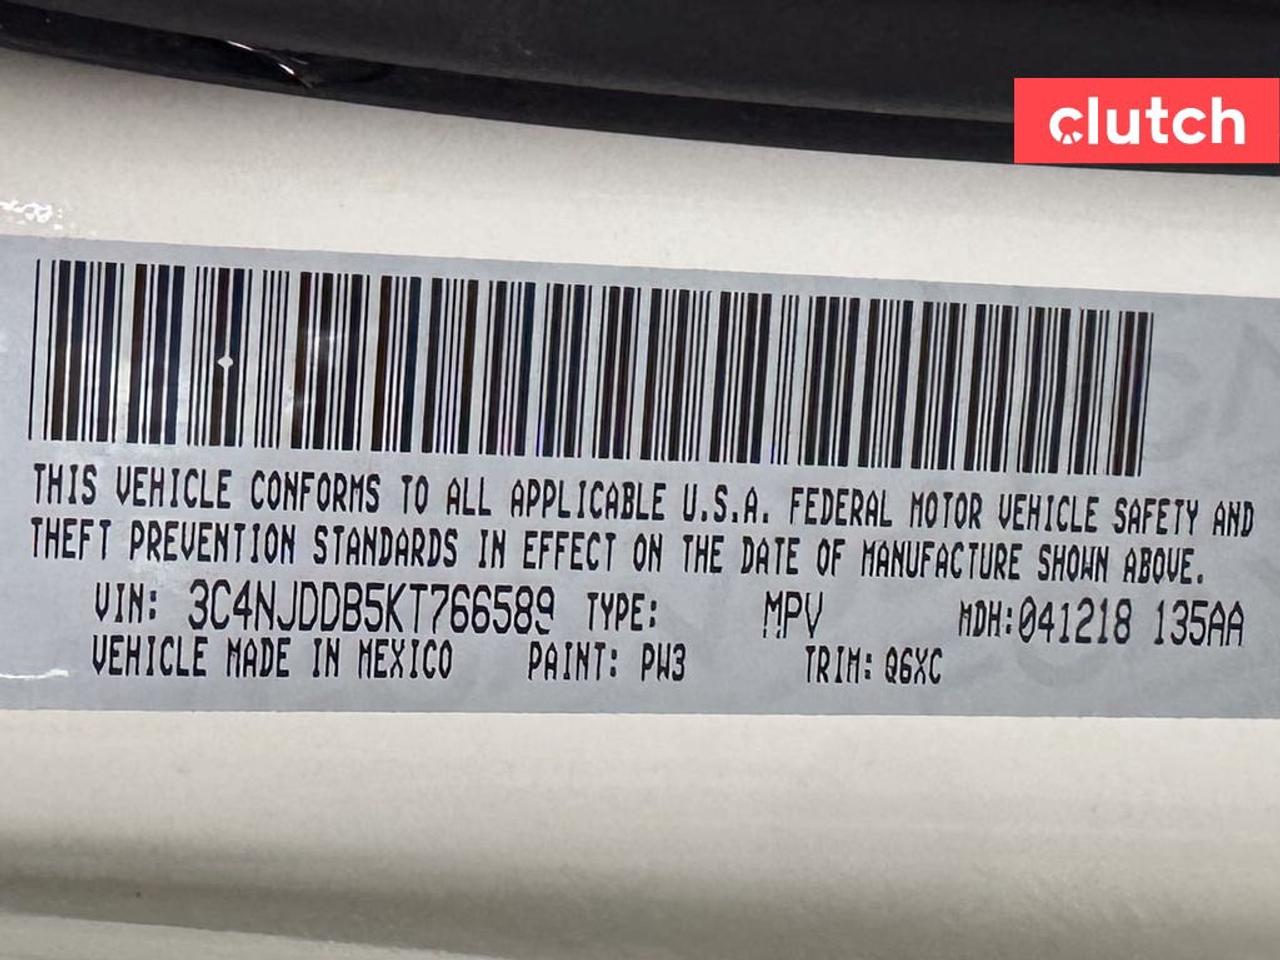 clutch
THIS VEHICLE CONFORMS TO ALL APPLICABLE U.S.A. FEDERAL MOTOR VEHICLE SAFETY AND
THEFT PREVENTION STANDARDS IN EFFECT ON THE DATE OF MANUFACTURE SHOWN ABOVE.
VIN: 3C4NJDDB5KT766589 TYPE: MPV MDH:041218 135AA
VEHICLE MADE IN MEXICO PAINT: PW3 TRIM: Q6XC